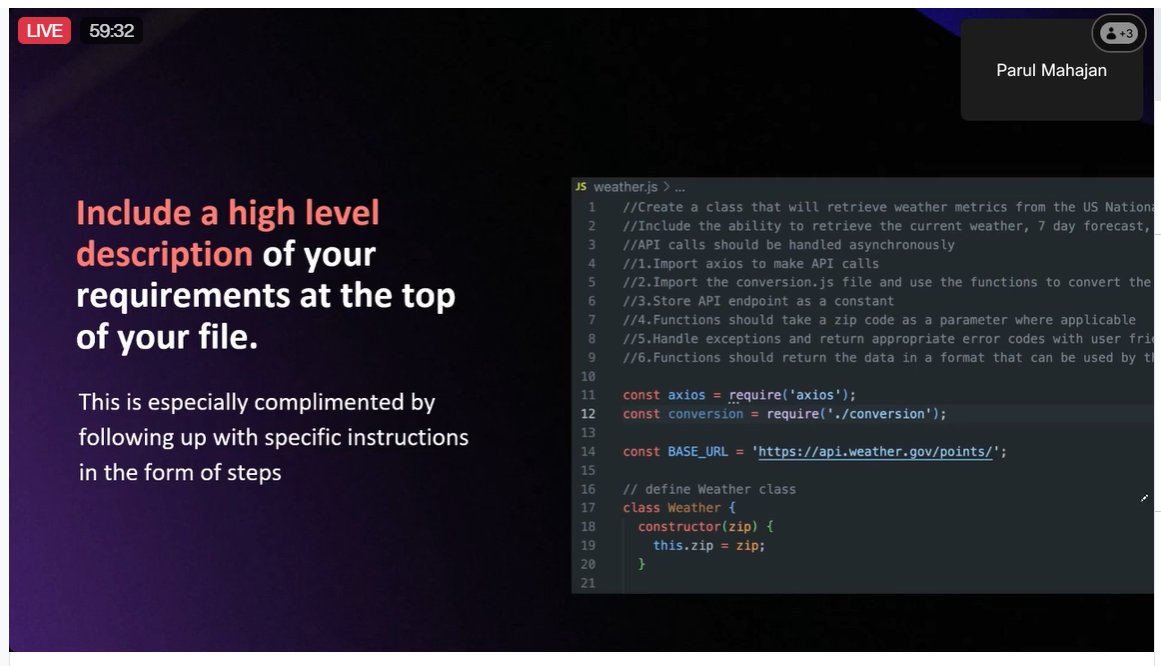 LIVE 59:32
+3
Parul Mahajan
Include a high level
description of your
requirements at the top
of your file.
This is especially complimented by
following up with specific instructions
in the form of steps
JS weather.js > ...
1 //Create a class that will retrieve weather metrics from the US Nationa
2 //Include the ability to retrieve the current weather, 7 day forecast,
3 //API calls should be handled asynchronously
4 //1.Import axios to make API calls
5 //2.Import the conversion.js file and use the functions to convert the
6 //3.Store API endpoint as a constant
7 //4.Functions should take a zip code as a parameter where applicable
8 //5.Handle exceptions and return appropriate error codes with user frie
9 //6.Functions should return the data in a format that can be used by th
10
11 const axios = require('axios');
12 const conversion = require('./conversion');
13
14 const BASE_URL = 'https://api.weather.gov/points/';
15
16 // define Weather class
17 class Weather {
18 constructor(zip) {
19 this.zip = zip;
20 }
21